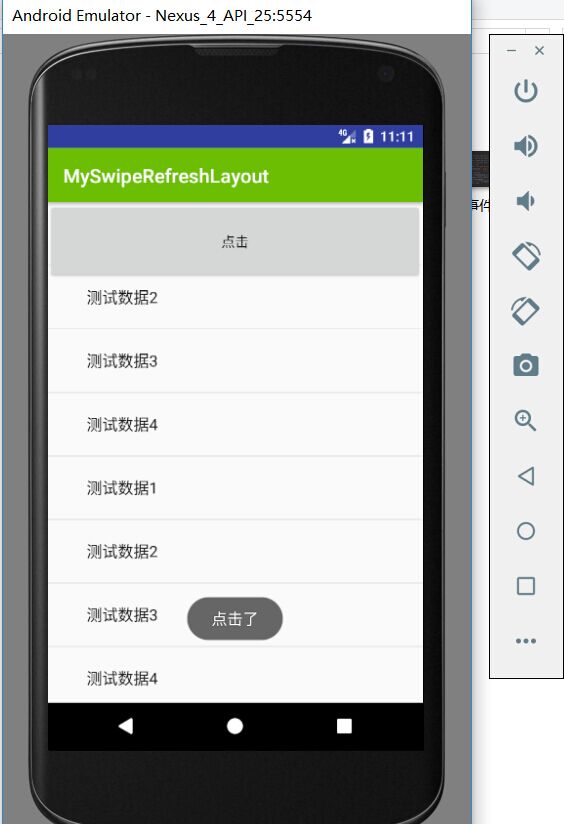 Android Emulator - Nexus_4_API_25:5554
4G 11:11
MySwipeRefreshLayout
事件
点击
测试数据2
测试数据3
测试数据4
测试数据1
测试数据2
测试数据3
点击了
测试数据4